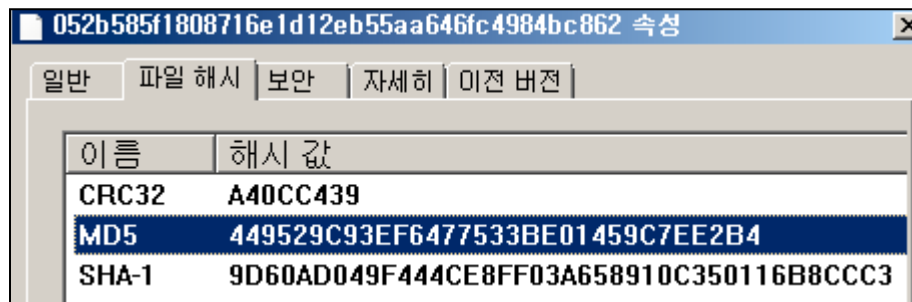 052b585f1808716e1d12eb55aa646fc4984bc862 속성
일반 파일 해시 보안 자세히 이전 버전
이름 해시 값
CRC32 A40CC439
MD5 449529C93EF6477533BE01459C7EE2B4
SHA-1 9D60AD049F444CE8FF03A658910C350116B8CCC3